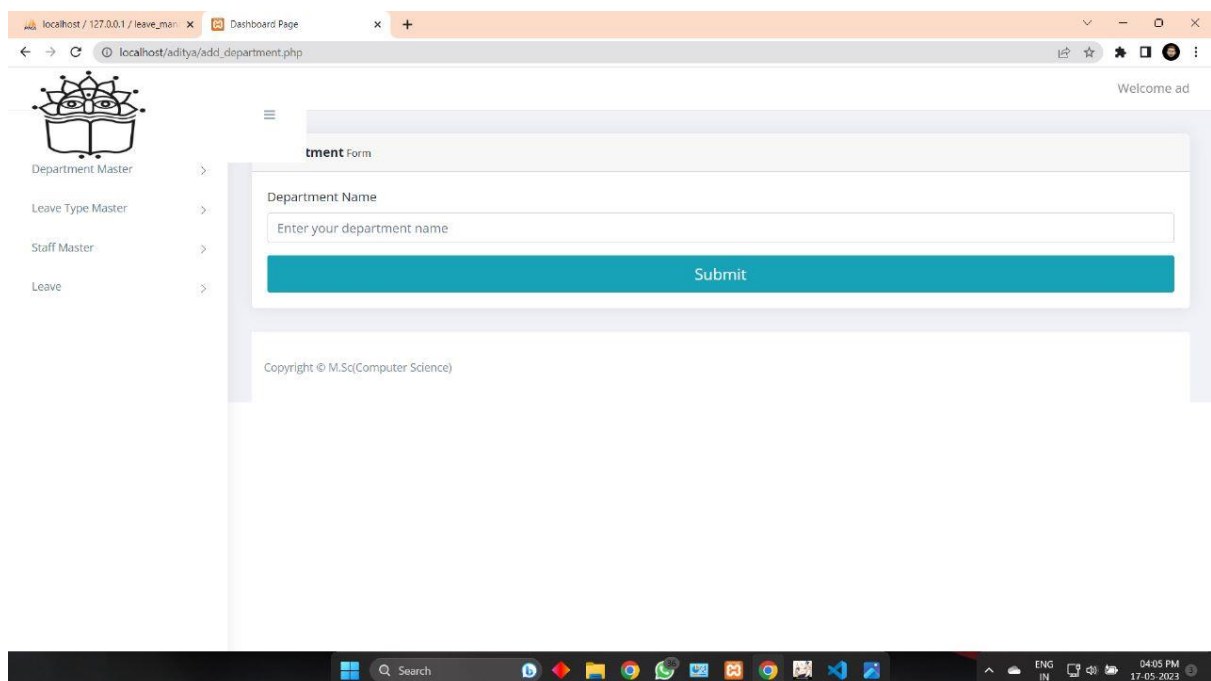 localhost / 127.0.0.1 / leave_man
Dashboard Page
localhost/aditya/add_department.php
Welcome ad
tment Form
Department Master
Leave Type Master
Staff Master
Leave
Department Name
Enter your department name
Submit
Copyright © M.Sc(Computer Science)
Search
ENG
IN
04:05 PM
17-05-2023